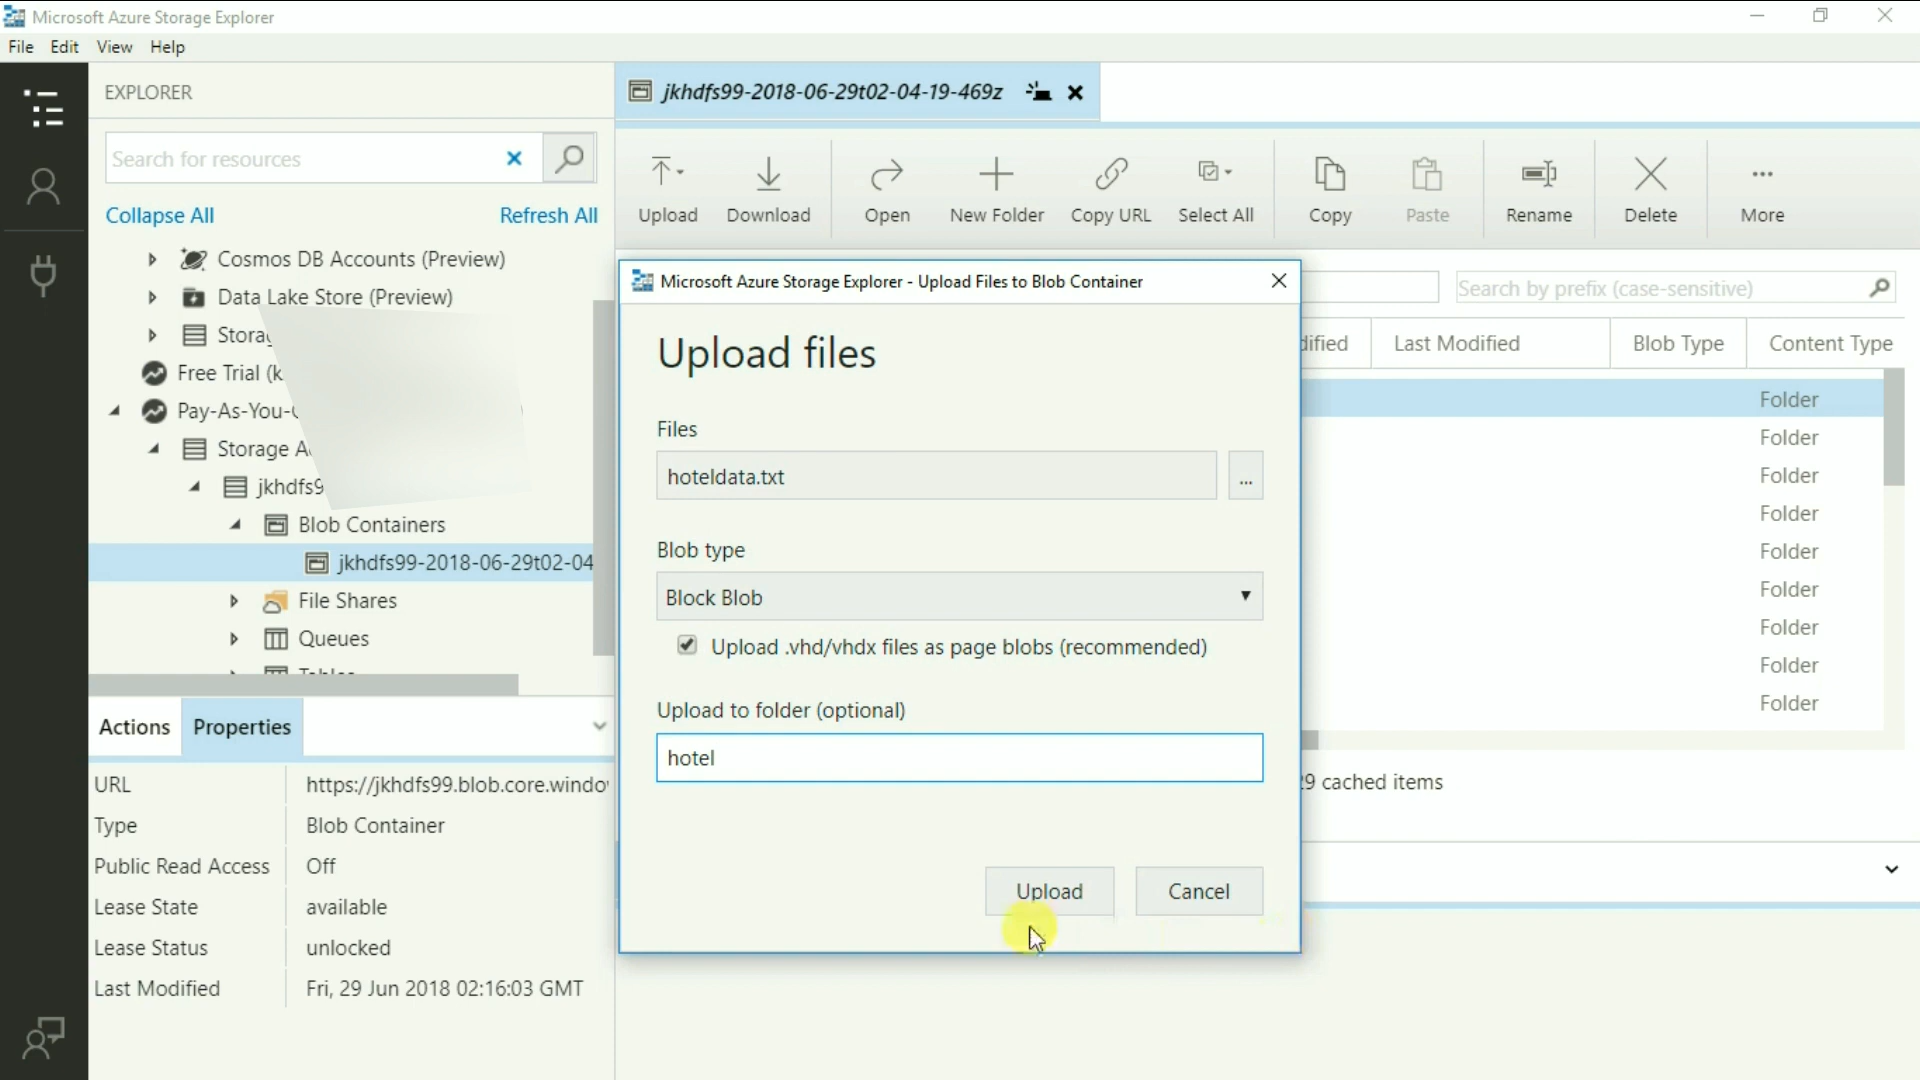 Microsoft Azure Storage Explorer
File Edit View Help
EXPLORER
Search for resources
Collapse All Refresh All
Cosmos DB Accounts (Preview)
Data Lake Store (Preview)
Free Trial
Storage
jkhdfs9
Blob Containers
jkhdfs99-2018-06-29t02-04
File Shares
Queues
Actions Properties
URL https://jkhdfs99.blob.core.windo
Type Blob Container
Public Read Access Off
Lease State available
Lease Status unlocked
Last Modified Fri, 29 Jun 2018 02:16:03 GMT
jkhdfs99-2018-06-29t02-04-19-469z
Upload Download Open New Folder Copy URL Select All Copy Paste Rename Delete More
Search by prefix (case-sensitive)
Last Modified Blob Type Content Type
Folder
Folder
Folder
Folder
Folder
Folder
Folder
Folder
Folder
cached items
Microsoft Azure Storage Explorer - Upload Files to Blob Container
Upload files
Files
hoteldata.txt
...
Blob type
Block Blob
Upload .vhd/vhdx files as page blobs (recommended)
Upload to folder (optional)
hotel
Upload Cancel